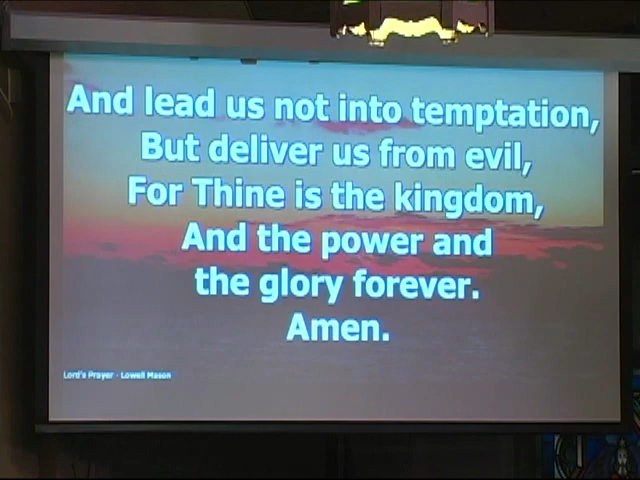 And lead us not into temptation,
But deliver us from evil,
For Thine is the kingdom,
And the power and
the glory forever.
Amen.
Lord's Prayer - Lowell Mason